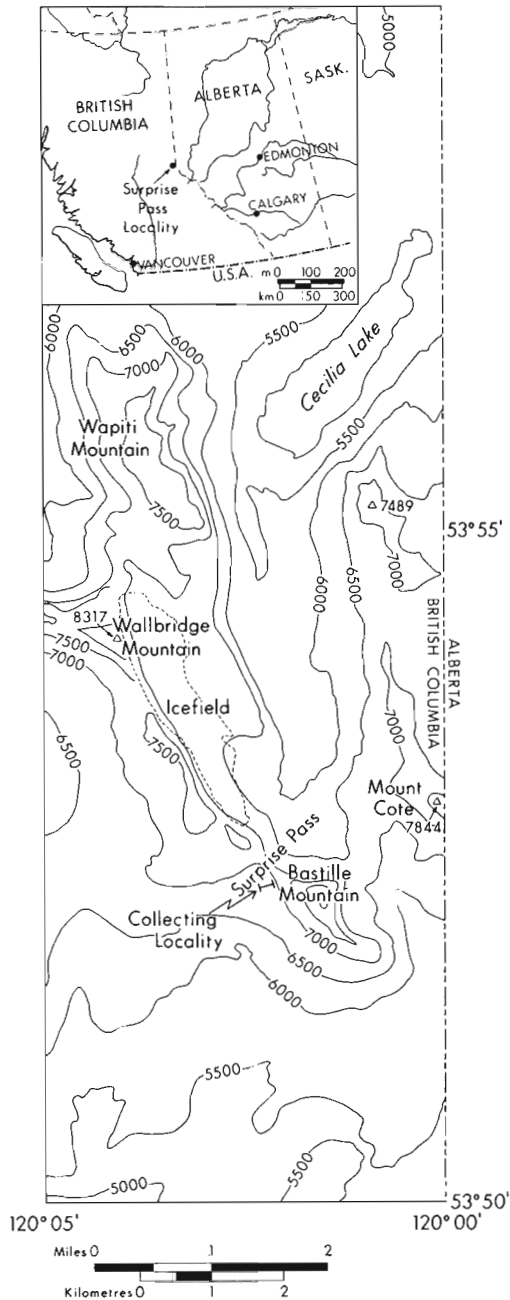 5000
SASK.
ALBERTA
BRITISH
COLUMBIA
EDMONTON
Surprise
Pass
Locality
CALGARY
VANCOUVER
U.S.A.
m 0 100 200
km 0 150 300
6000
6500
6000
7000
5500
Cecilia Lake
5500
Wapiti
Mountain
7500
7489
53°55'
7000
6000
6500
8317
Wallbridge
Mountain
7500
7000
ALBERTA
BRITISH COLUMBIA
Icefield
7000
6500
7500
Mount
Cote
7844
Surprise Pass
Bastille
Mountain
Collecting
Locality
7000
6500
6000
5500
5500
5000
53°50'
120°05'
120°00'
Miles 0 1 2
Kilometres 0 1 2